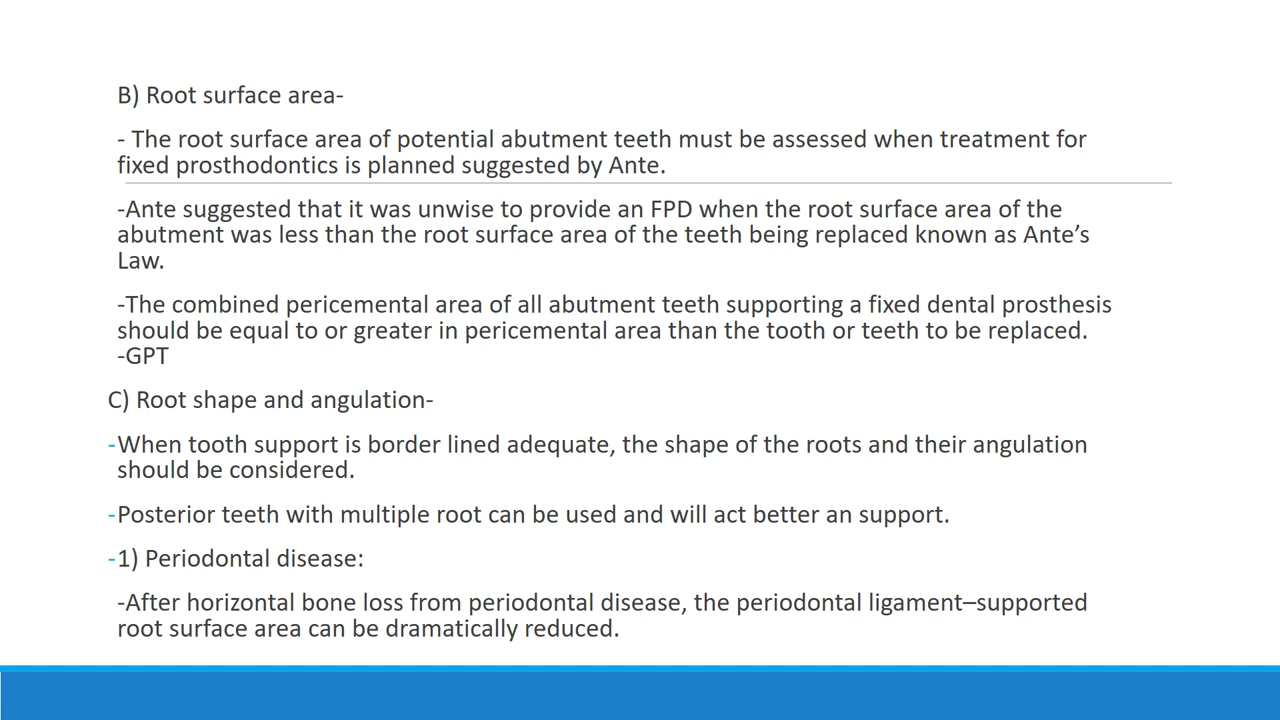 B) Root surface area-
- The root surface area of potential abutment teeth must be assessed when treatment for
fixed prosthodontics is planned suggested by Ante.
-Ante suggested that it was unwise to provide an FPD when the root surface area of the
abutment was less than the root surface area of the teeth being replaced known as Ante’s
Law.
-The combined pericemental area of all abutment teeth supporting a fixed dental prosthesis
should be equal to or greater in pericemental area than the tooth or teeth to be replaced.
-GPT
C) Root shape and angulation-
-When tooth support is border lined adequate, the shape of the roots and their angulation
should be considered.
-Posterior teeth with multiple root can be used and will act better an support.
-1) Periodontal disease:
-After horizontal bone loss from periodontal disease, the periodontal ligament–supported
root surface area can be dramatically reduced.